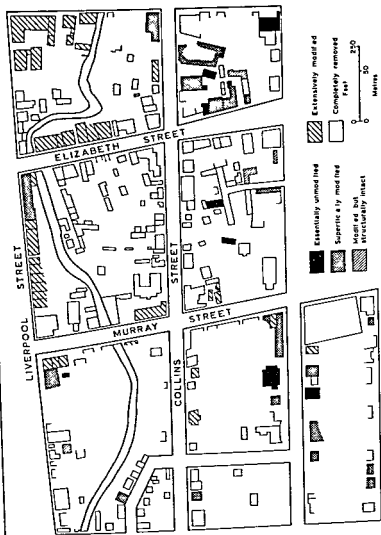 LIVERPOOL STREET
ELIZABETH STREET
MURRAY STREET
COLLINS STREET
Essentially unmodified
Superficially modified
Modified but
structurally intact
Extensively modified
Completely removed
Feet
250
50
Metres